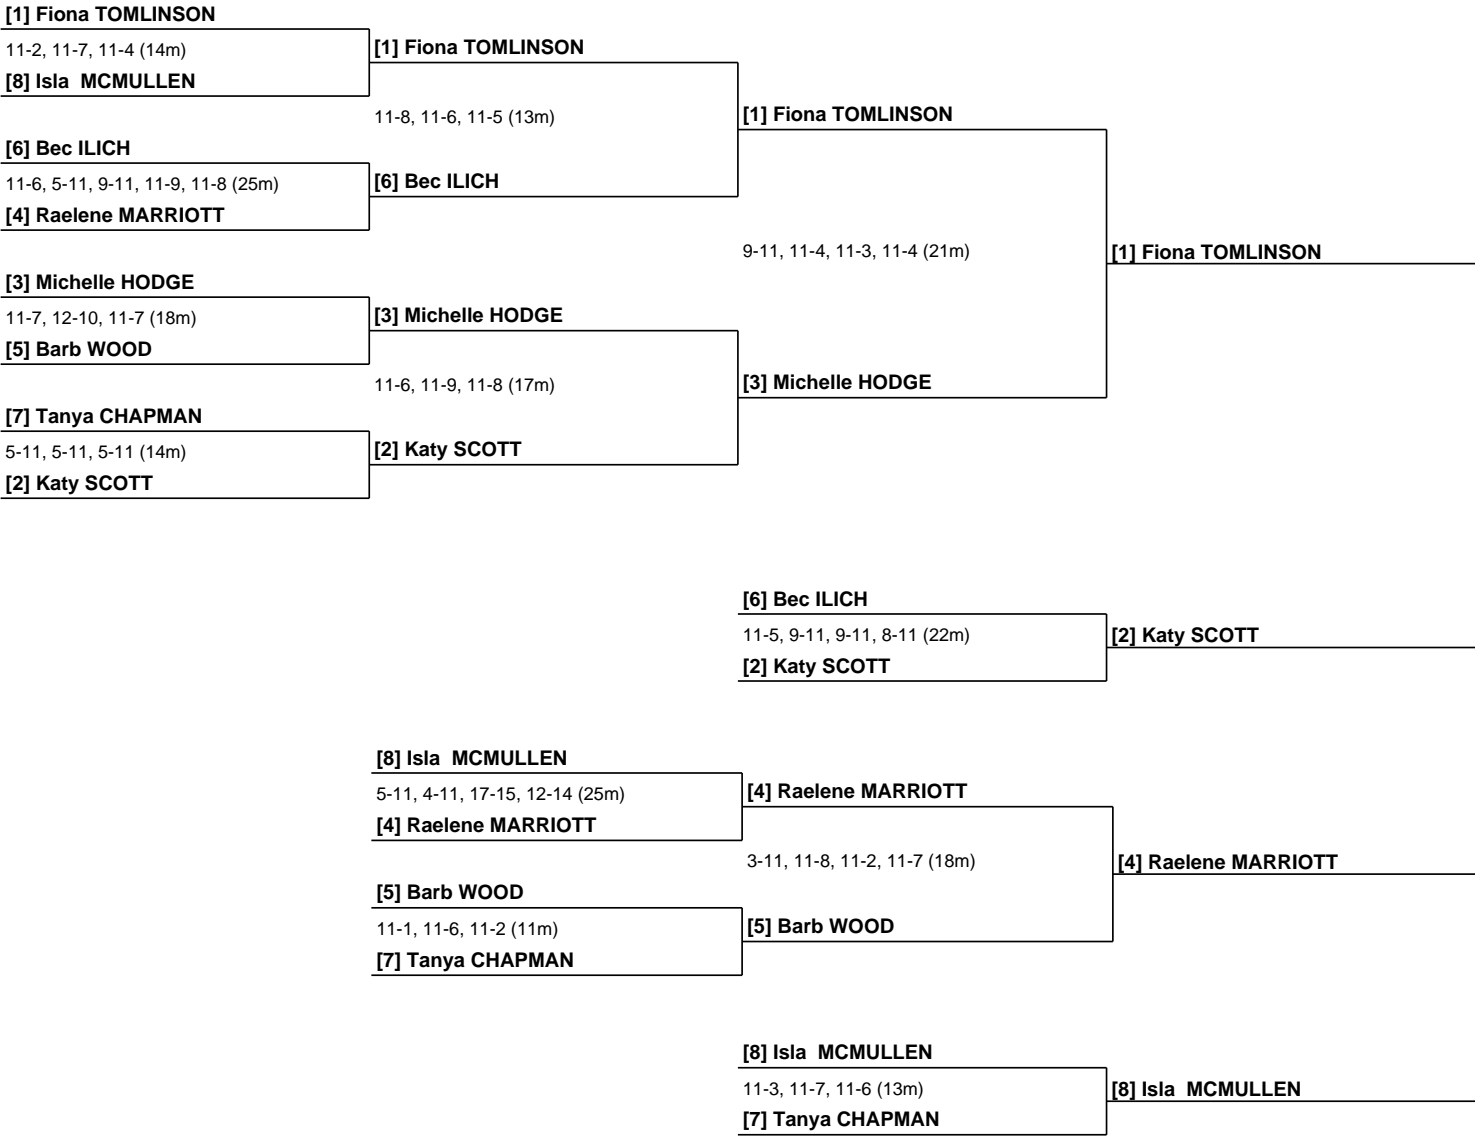 [1] Fiona TOMLINSON
11-2, 11-7, 11-4 (14m)
[1] Fiona TOMLINSON
[8] Isla  MCMULLEN
11-8, 11-6, 11-5 (13m)
[1] Fiona TOMLINSON
[6] Bec ILICH
11-6, 5-11, 9-11, 11-9, 11-8 (25m)
[6] Bec ILICH
[4] Raelene MARRIOTT
9-11, 11-4, 11-3, 11-4 (21m)
[1] Fiona TOMLINSON
[3] Michelle HODGE
11-7, 12-10, 11-7 (18m)
[3] Michelle HODGE
[5] Barb WOOD
11-6, 11-9, 11-8 (17m)
[3] Michelle HODGE
[7] Tanya CHAPMAN
5-11, 5-11, 5-11 (14m)
[2] Katy SCOTT
[2] Katy SCOTT
[6] Bec ILICH
11-5, 9-11, 9-11, 8-11 (22m)
[2] Katy SCOTT
[2] Katy SCOTT
[8] Isla  MCMULLEN
5-11, 4-11, 17-15, 12-14 (25m)
[4] Raelene MARRIOTT
[4] Raelene MARRIOTT
3-11, 11-8, 11-2, 11-7 (18m)
[4] Raelene MARRIOTT
[5] Barb WOOD
11-1, 11-6, 11-2 (11m)
[5] Barb WOOD
[7] Tanya CHAPMAN
[8] Isla  MCMULLEN
11-3, 11-7, 11-6 (13m)
[8] Isla  MCMULLEN
[7] Tanya CHAPMAN